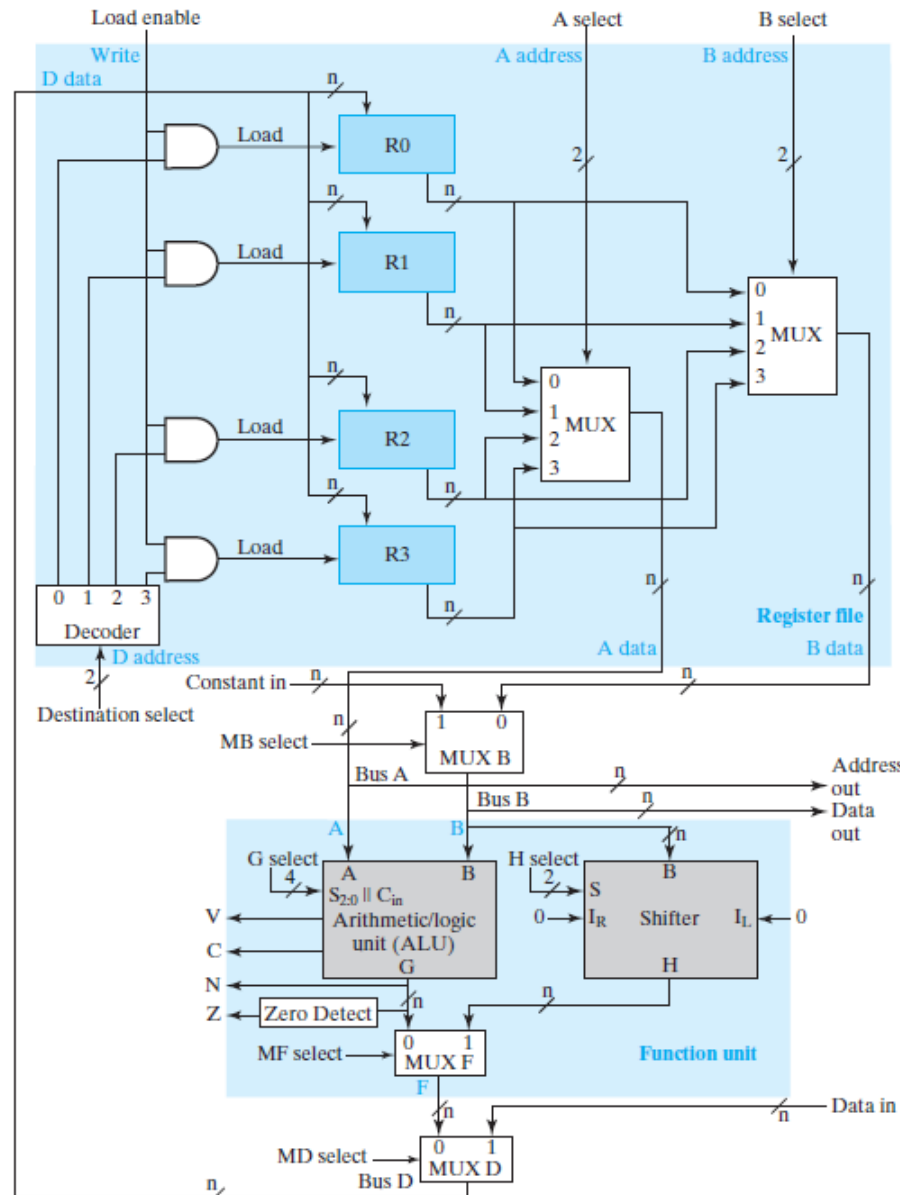 Load enable
A select
B select
Write
A address
B address
D data
n
Load
R0
2
2
n
n
Load
R1
0
n
1
MUX
2
n
3
0
Load
R2
1
MUX
2
n
3
n
Load
R3
n
n
n
0 1 2 3
Register file
Decoder
D address
A data
B data
2
Constant in
n
n
Destination select
n
1 0
MB select
MUX B
Bus A
n
Address
out
Bus B
n
Data
out
A
B
n
G select
H select
4
A
B
2
B
S2:0 || Cin
S
V
Arithmetic/logic
0
IR
Shifter
IL
0
unit (ALU)
C
G
H
N
n
n
Z
Zero Detect
0 1
MF select
MUX F
Function unit
F
n
n
Data in
0 1
MD select
MUX D
n
Bus D